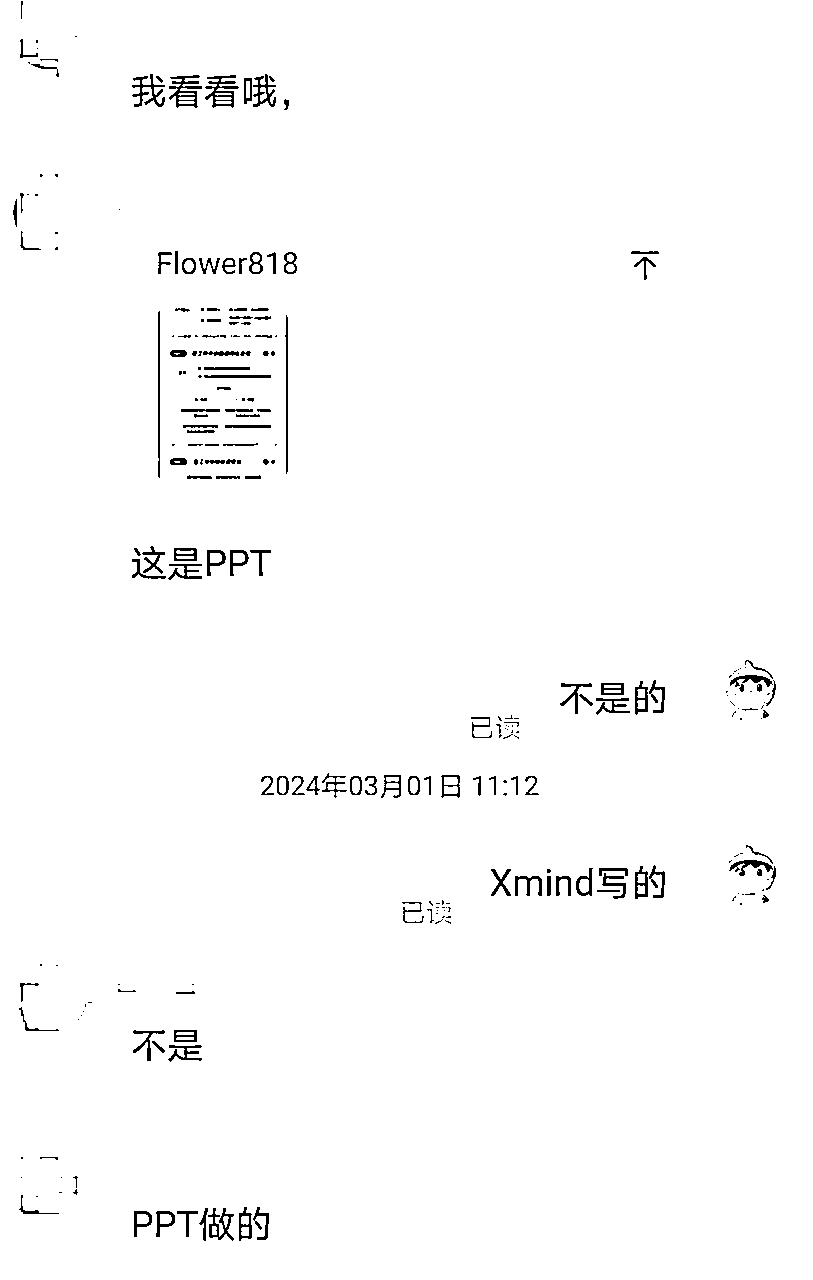 我看看哦，
Flower818
这是PPT
不是的
已读
2024年03月01日 11:12
Xmind写的
已读
不是
PPT做的